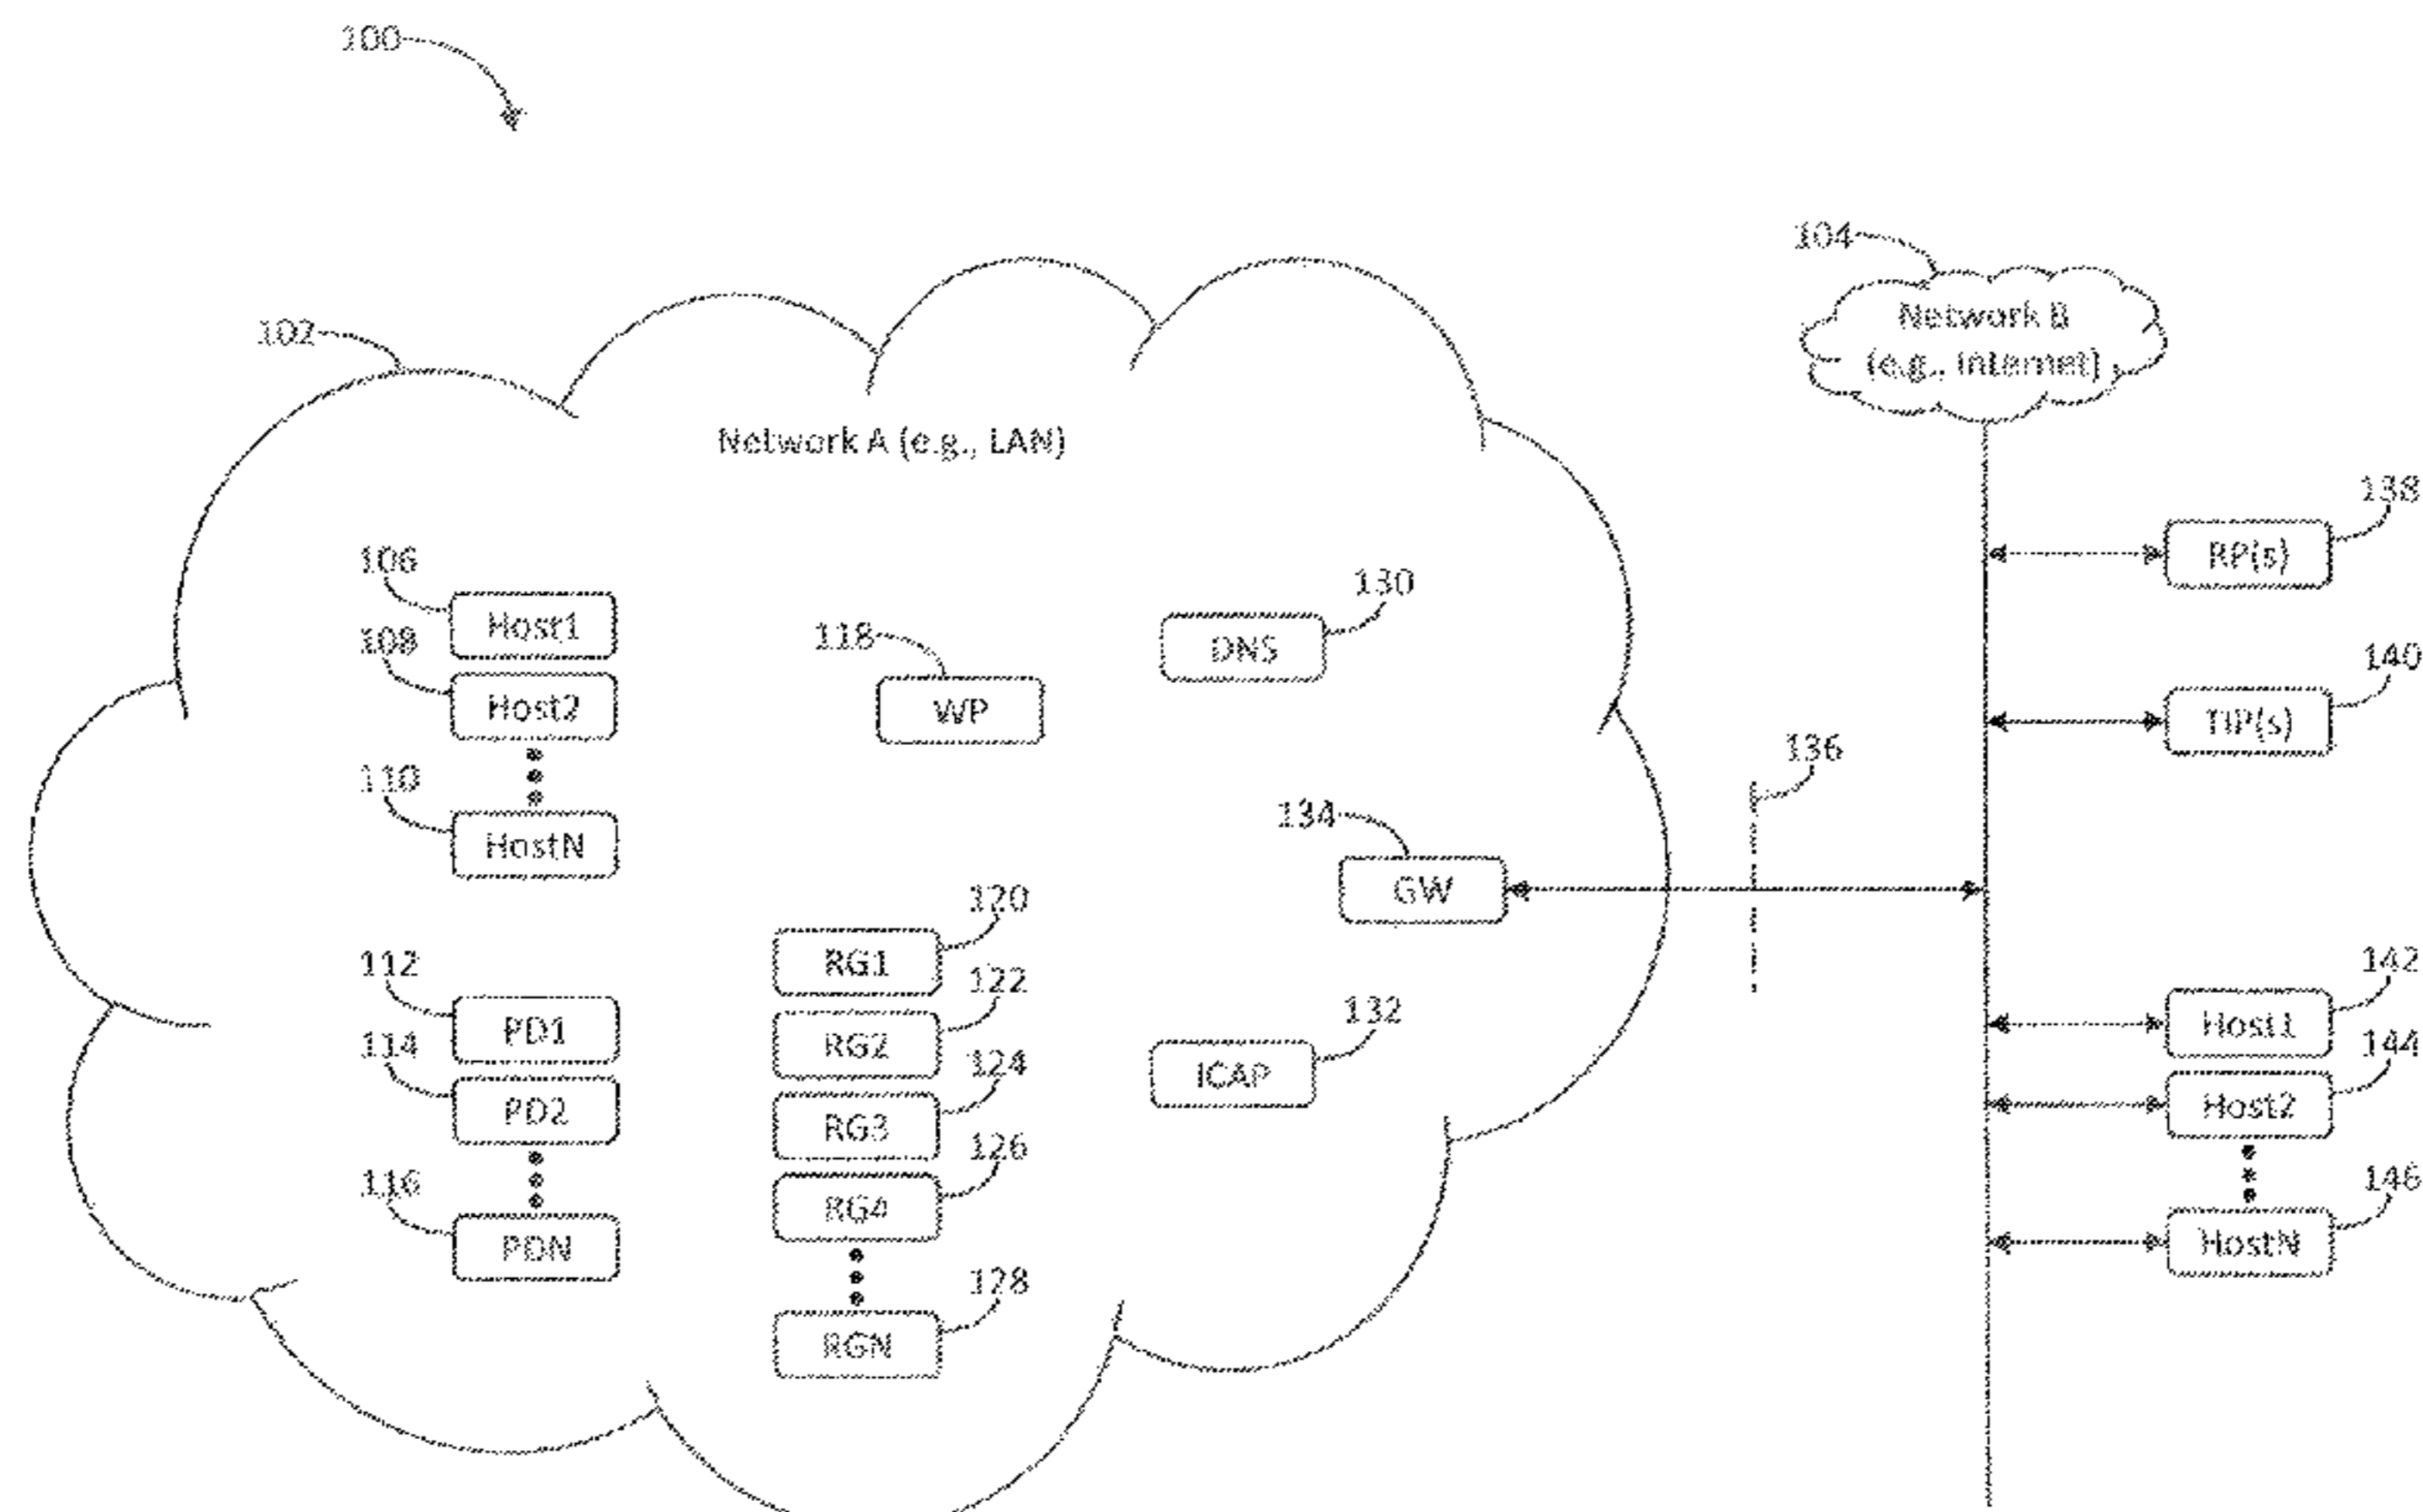 100
104
Network B
(e.g., Internet)
102
Network A (e.g., LAN)
138
RP(s)
106
Host1
130
DNS
108
Host2
118
WP
140
TIP(s)
110
HostN
136
134
GW
120
RG1
112
PD1
122
RG2
142
Host1
114
PD2
124
RG3
132
ICAP
144
Host2
126
RG4
116
PDN
146
HostN
128
RGN